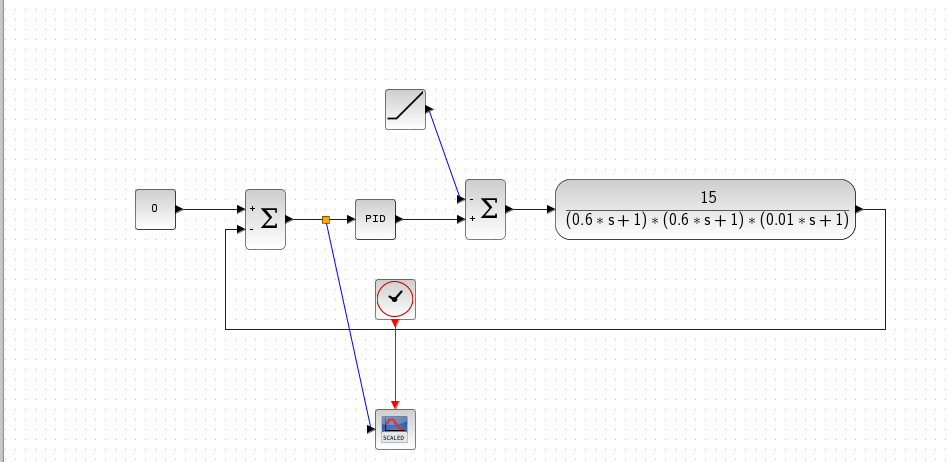 0
+
Σ
-
PID
-
Σ
+
15
(0.6∗s+1)∗(0.6∗s+1)∗(0.01∗s+1)
SCALED